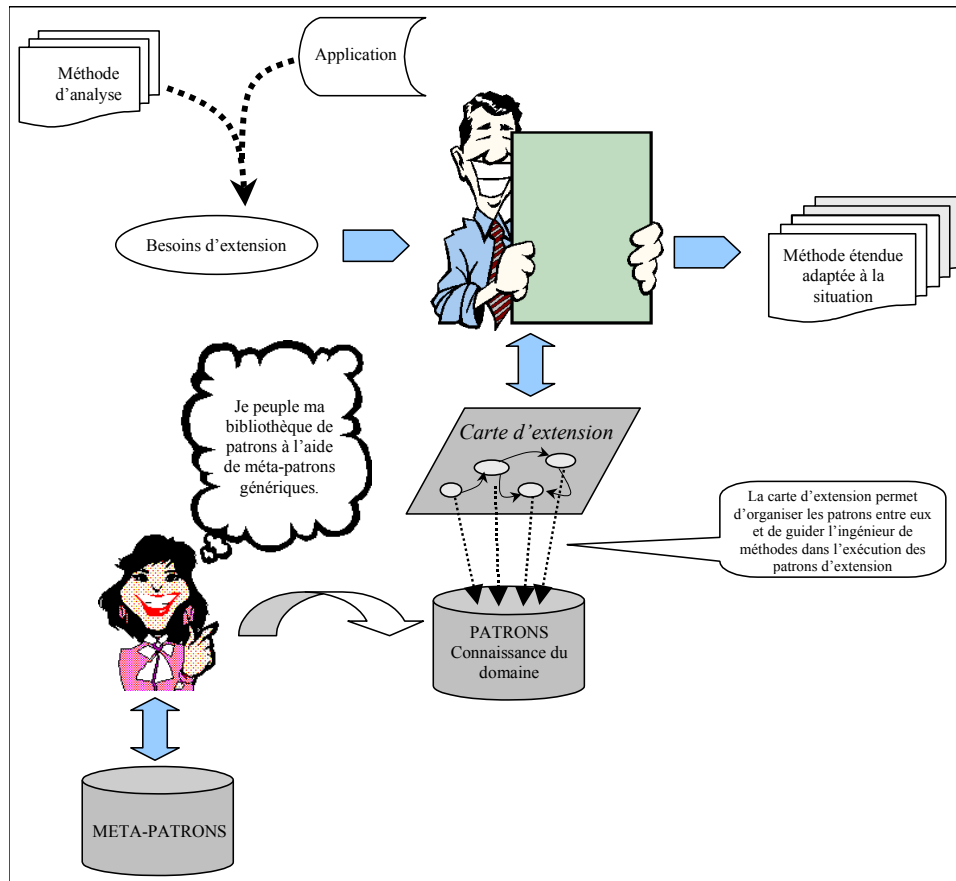 Méthode
d'analyse
Application
Besoins d'extension
Méthode étendue
adaptée à la
situation
Je peuple ma
bibliothèque de
patrons à l'aide
de méta-patrons
génériques.
Carte d'extension
La carte d'extension permet
d'organiser les patrons entre eux
et de guider l'ingénieur de
méthodes dans l'exécution des
patrons d'extension
PATRONS
Connaissance du
domaine
META-PATRONS